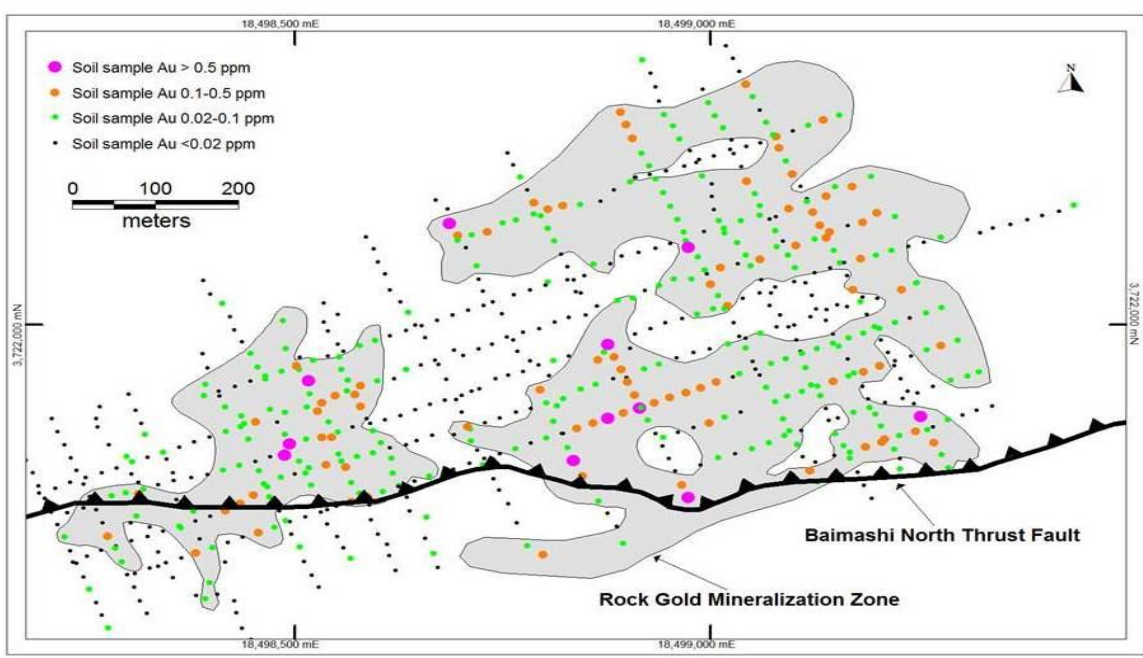 18,498,500 mE
18,499,000 mE
Soil sample Au > 0.5 ppm
Soil sample Au 0.1-0.5 ppm
Soil sample Au 0.02-0.1 ppm
Soil sample Au <0.02 ppm
N
0 100 200
meters
3,722,000 mN
3,722,000 mN
Baimashi North Thrust Fault
Rock Gold Mineralization Zone
18,498,500 mE
18,499,000 mE